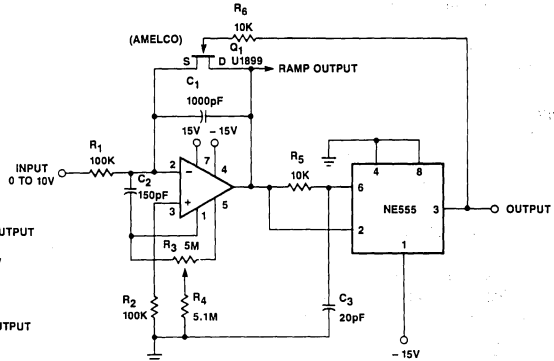 R6
10K
(AMELCO)
Q1
U1899
S
D
RAMP OUTPUT
C1
1000pF
15V
-15V
R1
100K
INPUT
0 TO 10V
2
-
7
4
C2
150pF
3
+
1
5
R5
10K
4
8
6
NE555
3
OUTPUT
2
1
UTPUT
R3 5M
R2
100K
R4
5.1M
C3
20pF
UTPUT
-15V